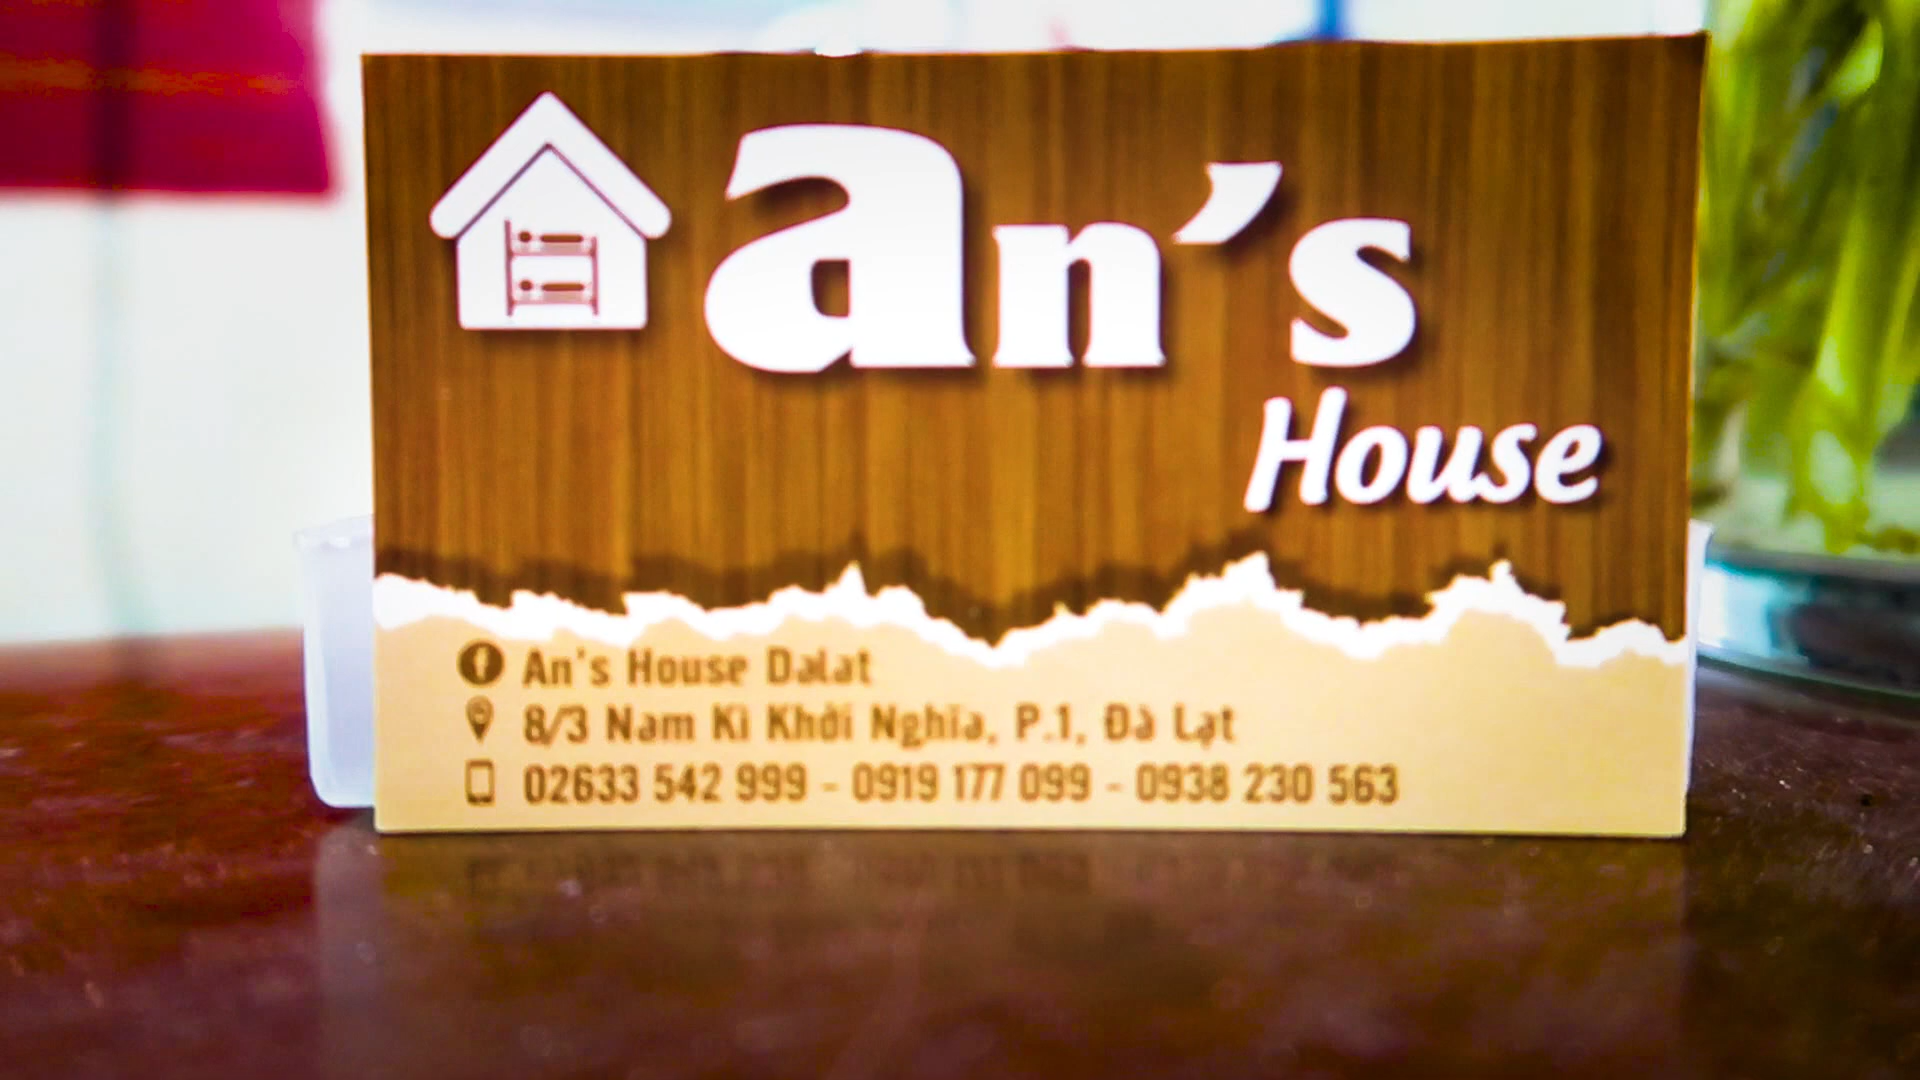 an's
House
An's House Dalat
8/3 Nam Kì Khởi Nghĩa, P.1, Đà Lạt
02633 542 999 - 0919 177 099 - 0938 230 563